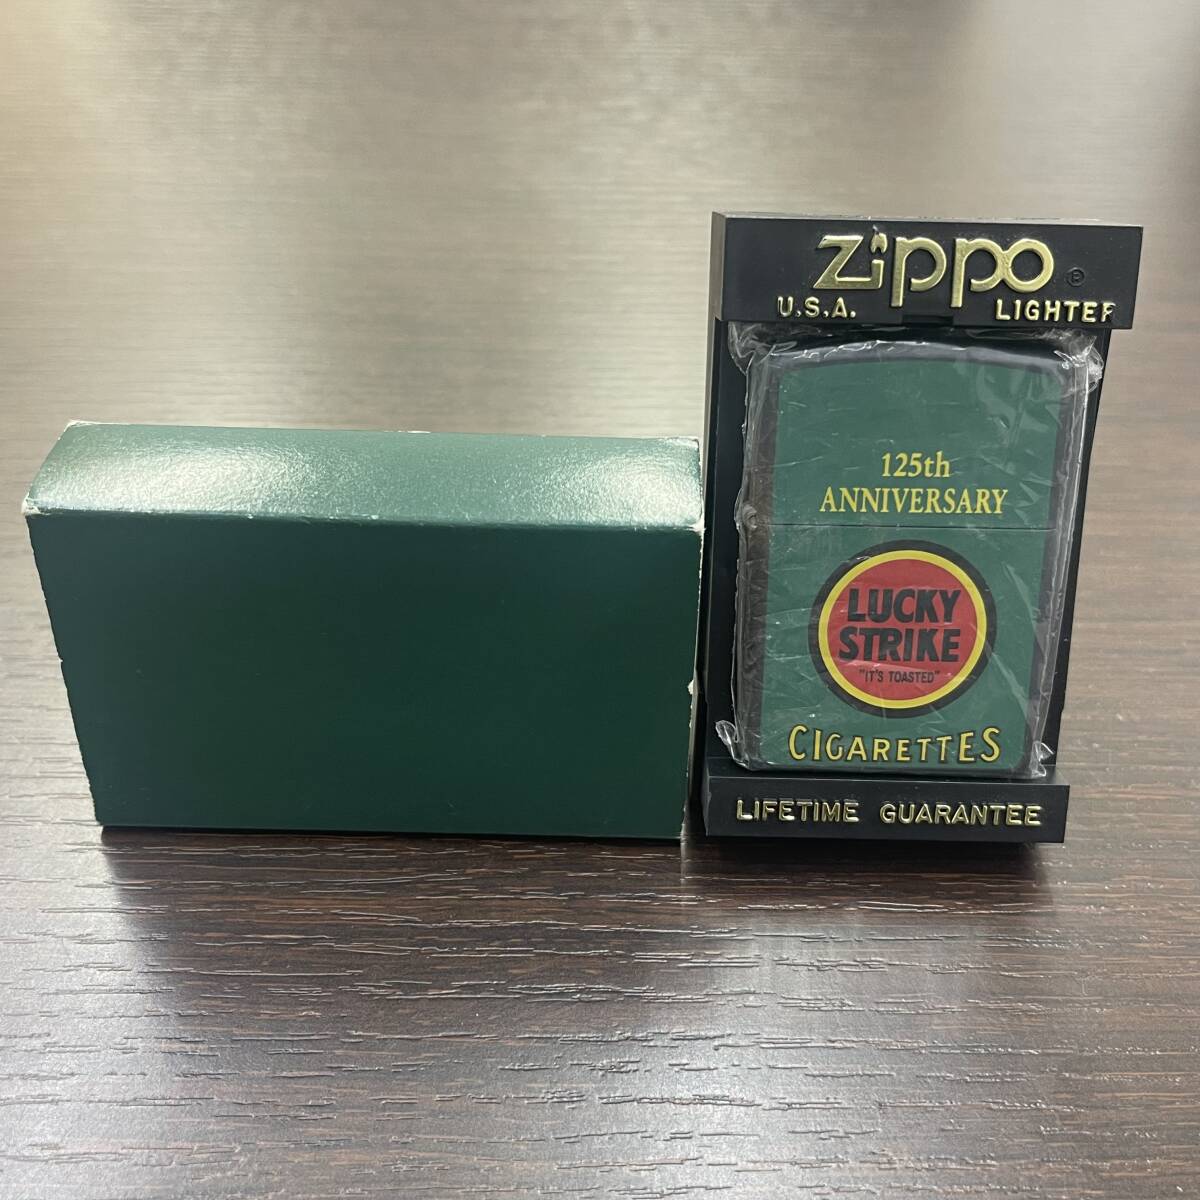 Zippo
U.S.A. LIGHTER
125th
ANNIVERSARY
LUCKY
STRIKE
"IT'S TOASTED"
CIGARETTES
LIFETIME GUARANTEE